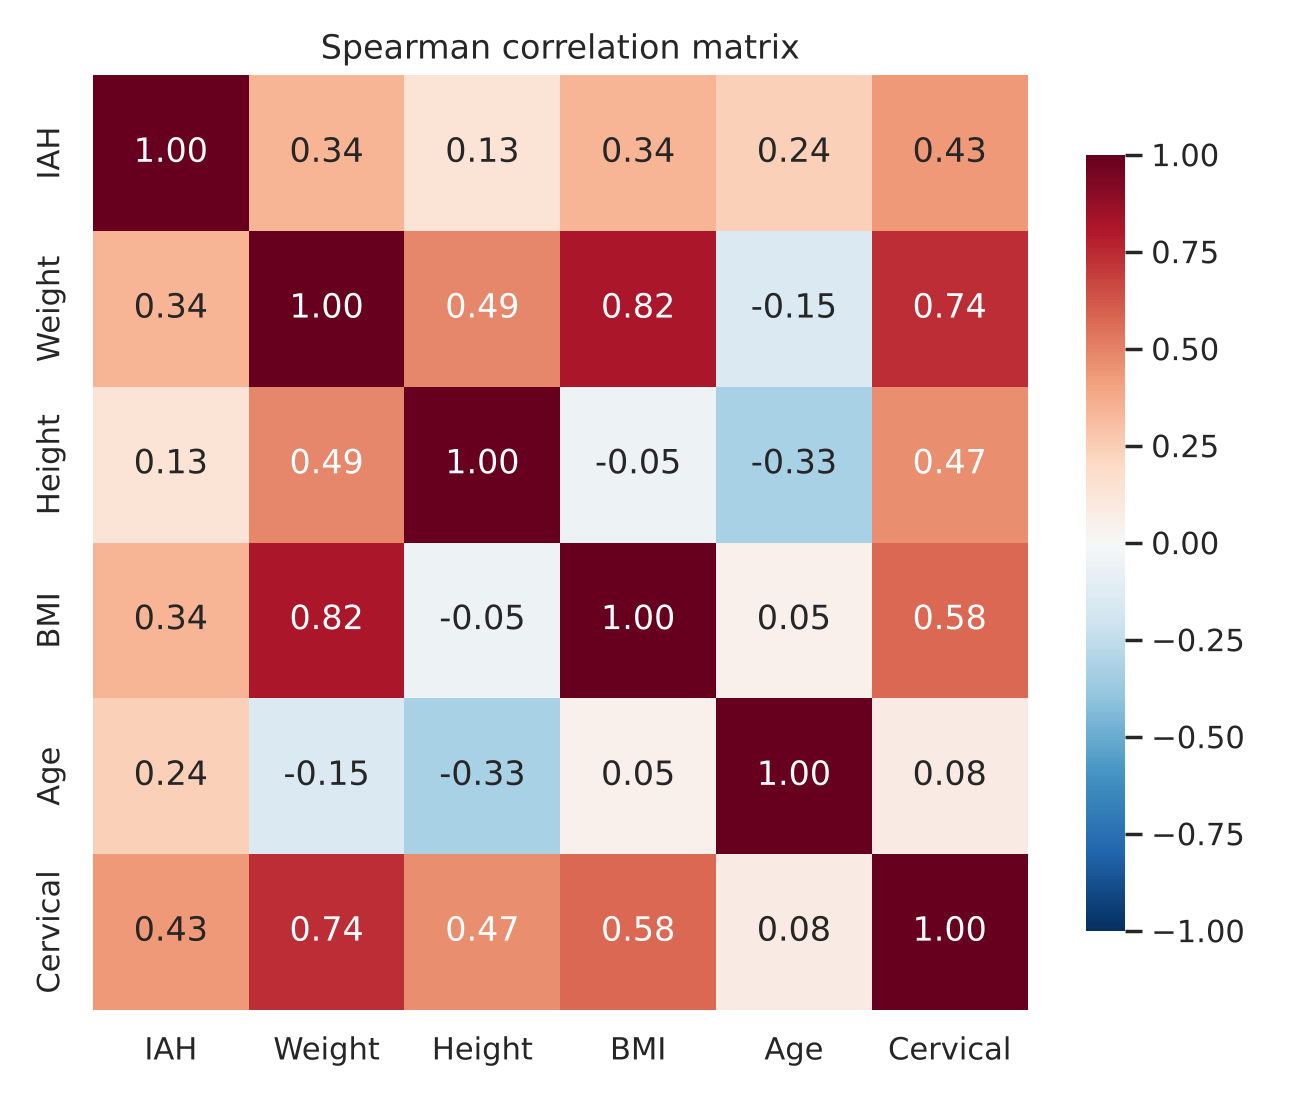 Spearman correlation matrix
IAH 1.00 0.34 0.13 0.34 0.24 0.43
Weight 0.34 1.00 0.49 0.82 -0.15 0.74
Height 0.13 0.49 1.00 -0.05 -0.33 0.47
BMI 0.34 0.82 -0.05 1.00 0.05 0.58
Age 0.24 -0.15 -0.33 0.05 1.00 0.08
Cervical 0.43 0.74 0.47 0.58 0.08 1.00
IAH Weight Height BMI Age Cervical
1.00
0.75
0.50
0.25
0.00
−0.25
−0.50
−0.75
−1.00